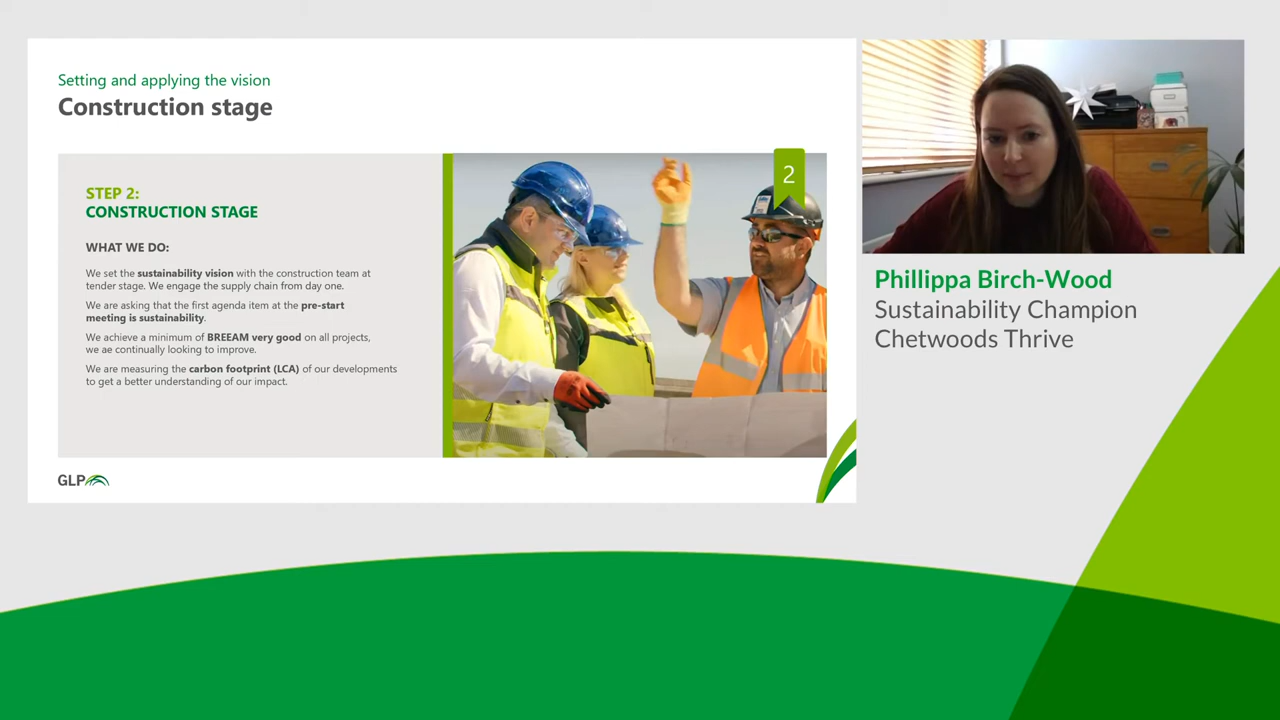 Setting and applying the vision
Construction stage
STEP 2:
CONSTRUCTION STAGE
WHAT WE DO:
We set the sustainability vision with the construction team at
tender stage. We engage the supply chain from day one.
We are asking that the first agenda item at the pre-start
meeting is sustainability.
We achieve a minimum of BREEAM very good on all projects,
we ae continually looking to improve.
We are measuring the carbon footprint (LCA) of our developments
to get a better understanding of our impact.
2
GLP
Phillippa Birch-Wood
Sustainability Champion
Chetwoods Thrive